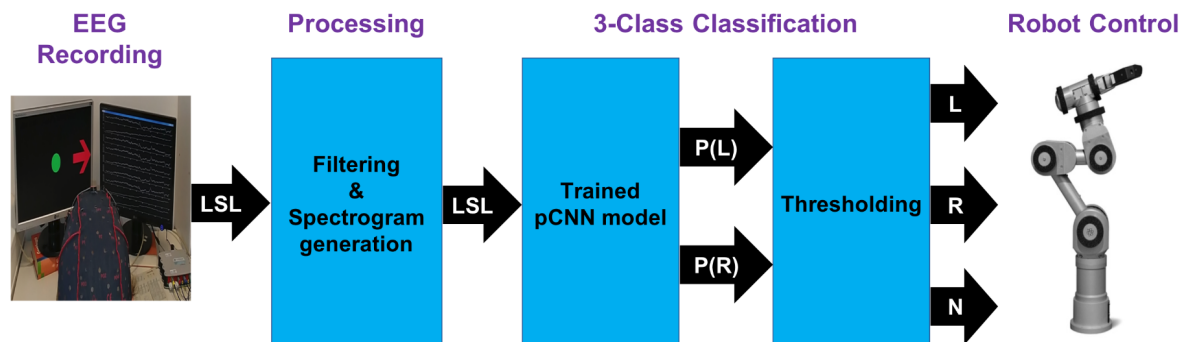 EEG
Recording
Processing
3-Class Classification
Robot Control
LSL
Filtering
&
Spectrogram
generation
LSL
Trained
pCNN model
P(L)
P(R)
Thresholding
L
R
N